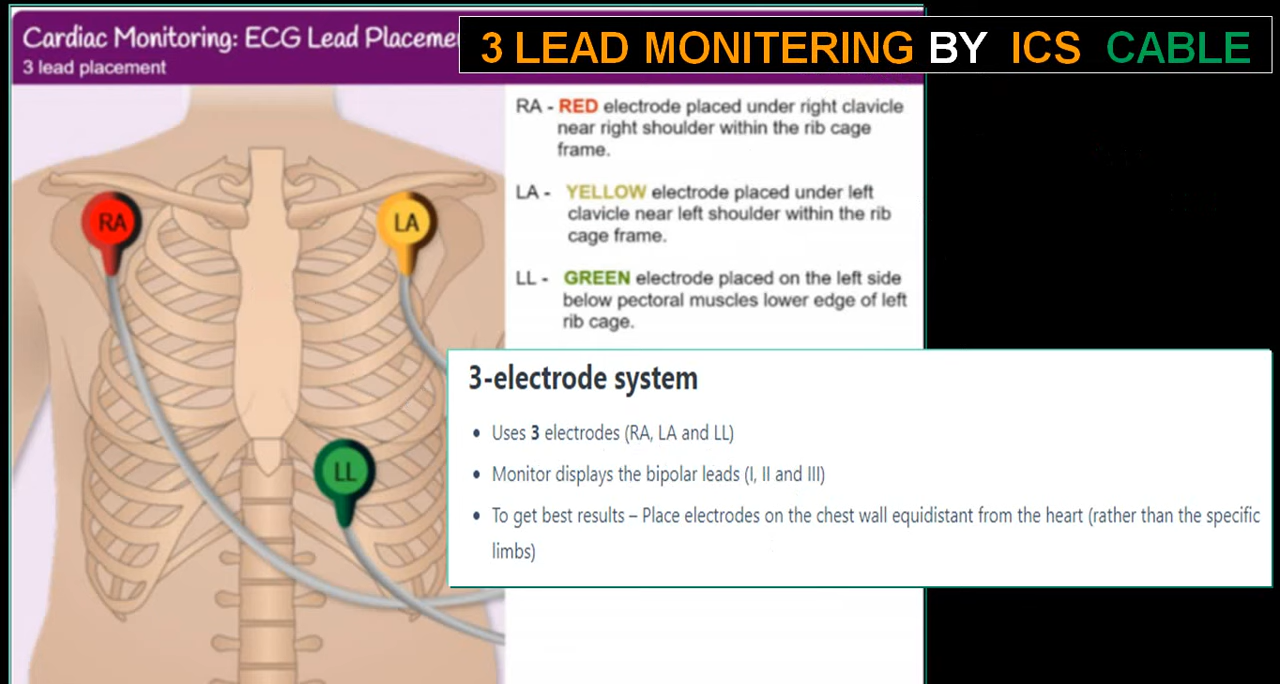 Cardiac Monitoring: ECG Lead Placeme
3 lead placement
3 LEAD MONITERING BY ICS CABLE
RA - RED electrode placed under right clavicle
near right shoulder within the rib cage
frame.
LA - YELLOW electrode placed under left
clavicle near left shoulder within the rib
cage frame.
LL - GREEN electrode placed on the left side
below pectoral muscles lower edge of left
rib cage.
RA
LA
LL
3-electrode system
• Uses 3 electrodes (RA, LA and LL)
• Monitor displays the bipolar leads (I, II and III)
• To get best results – Place electrodes on the chest wall equidistant from the heart (rather than the specific
limbs)